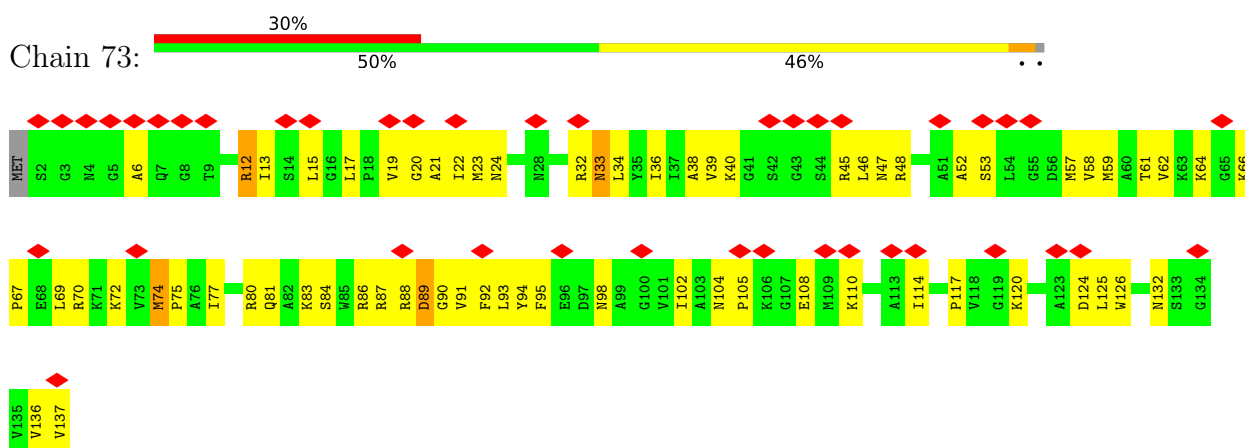 30%
Chain 73:
50% 46% . .
MET S2 G3 N4 G5 A6 Q7 G8 T9 R12 I13 S14 L15 G16 L17 P18 V19 G20 A21 I22 M23 N24 N28 R32 N33 L34 Y35 I36 I37 A38 V39 K40 G41 S42 G43 S44 R45 L46 N47 R48 A51 A52 S53 L54 G55 D56 M57 V58 M59 A60 T61 V62 K63 K64 G65 K66
P67 E68 L69 R70 K71 K72 V73 M74 P75 A76 I77 R80 Q81 A82 K83 S84 W85 R86 R87 R88 D89 G90 V91 F92 L93 Y94 F95 E96 D97 N98 A99 G100 V101 I102 A103 N104 P105 K106 G107 E108 M109 K110 A113 I114 P117 V118 G119 K120 A123 D124 L125 W126 N132 S133 G134
V135 V136 V137